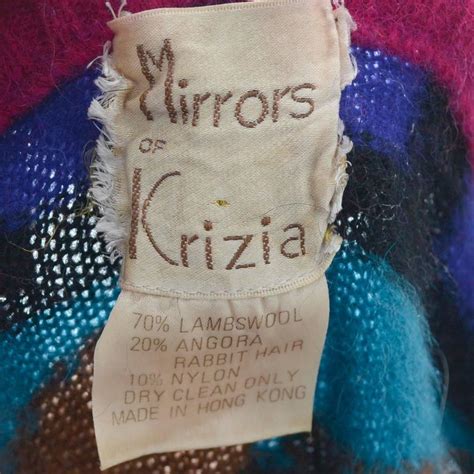 Mirrors
OF
Krizia
70% LAMBSWOOL
20% ANGORA
RABBIT HAIR
10% NYLON
DRY CLEAN ONLY
MADE IN HONG KONG